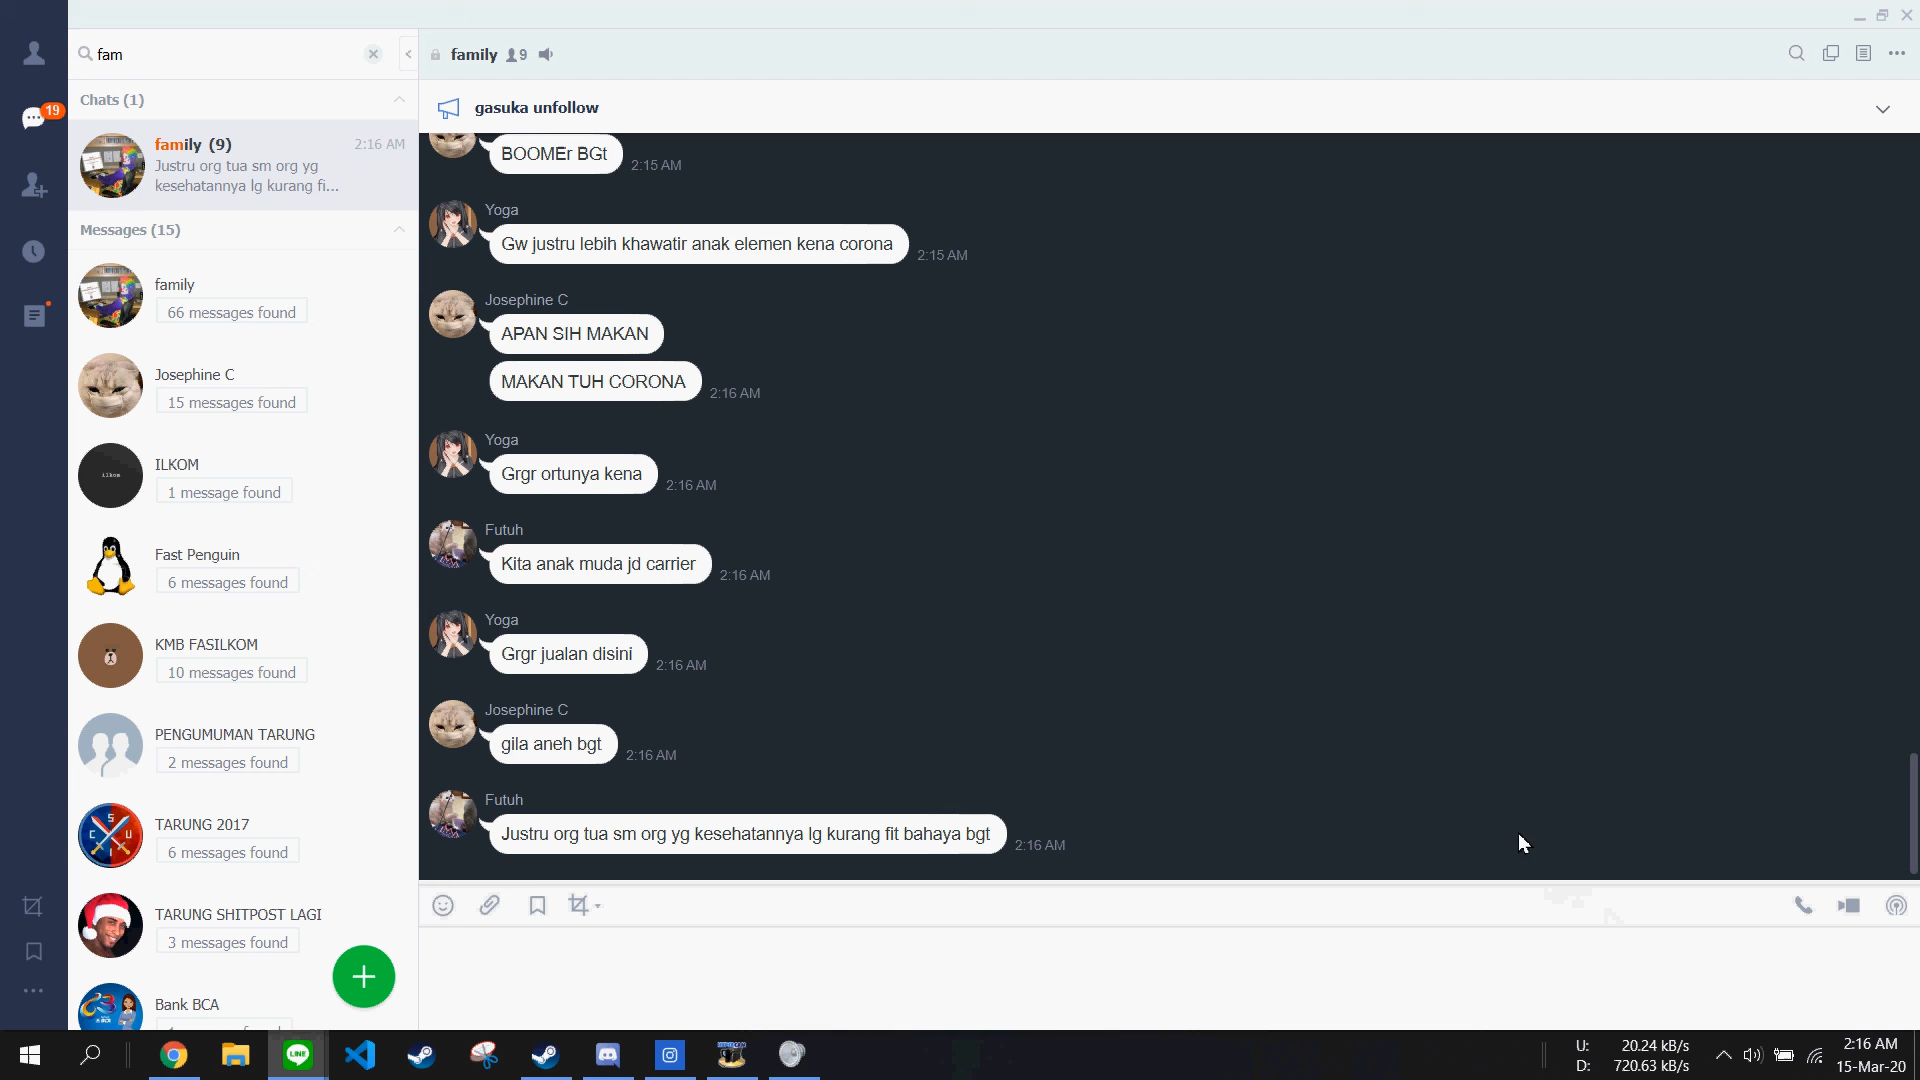 fam
Chats (1)
family (9)
2:16 AM
Justru org tua sm org yg
kesehatannya lg kurang fi...
Messages (15)
family
66 messages found
Josephine C
15 messages found
ILKOM
1 message found
Fast Penguin
6 messages found
KMB FASILKOM
10 messages found
PENGUMUMAN TARUNG
2 messages found
TARUNG 2017
6 messages found
TARUNG SHITPOST LAGI
3 messages found
Bank BCA
19
family 9
gasuka unfollow
BOOMEr BGt
2:15 AM
Yoga
Gw justru lebih khawatir anak elemen kena corona
2:15 AM
Josephine C
APAN SIH MAKAN
MAKAN TUH CORONA
2:16 AM
Yoga
Grgr ortunya kena
2:16 AM
Futuh
Kita anak muda jd carrier
2:16 AM
Yoga
Grgr jualan disini
2:16 AM
Josephine C
gila aneh bgt
2:16 AM
Futuh
Justru org tua sm org yg kesehatannya lg kurang fit bahaya bgt
2:16 AM
LINE
U: 20.24 kB/s
D: 720.63 kB/s
2:16 AM
15-Mar-20